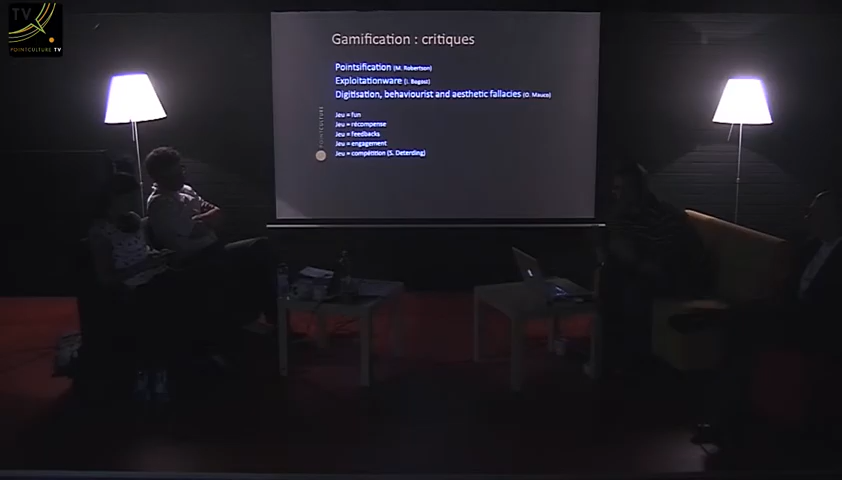 TV
POINTCULTURE TV
Gamification : critiques
Pointsification (M. Robertson)
Exploitationware (I. Bogost)
Digitisation, behaviourist and aesthetic fallacies (O. Mauco)
POINTCULTURE
Jeu = fun
Jeu = récompense
Jeu = feedbacks
Jeu = engagement
Jeu = compétition (S. Deterding)